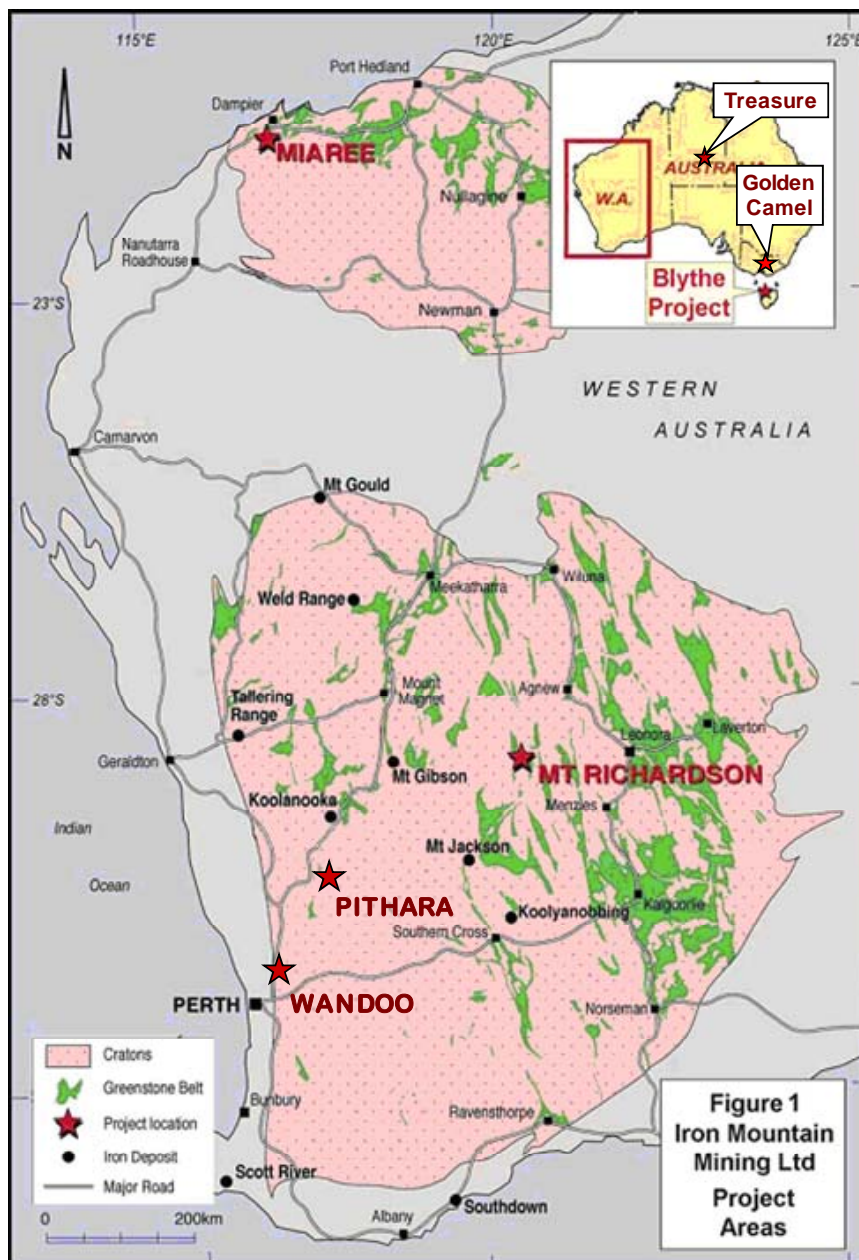 115°E
120°E
125°E
N
Port Hedland
Dampier
MIAREE
Nullagine
Nanutarra
Roadhouse
Newman
23°S
Treasure
AUSTRALIA
W.A.
Golden
Camel
Blythe
Project
WESTERN
AUSTRALIA
Carnarvon
Mt Gould
Meekatharra
Wiluna
Weld Range
Mount
Magnet
Agnew
28°S
Tallering
Range
Leonora
Laverton
Geraldton
Mt Gibson
MT RICHARDSON
Koolanooka
Menzies
Indian
Ocean
Mt Jackson
PITHARA
Koolyanobbing
Kalgoorlie
Southern Cross
WANDOO
PERTH
Norseman
Cratons
Greenstone Belt
Project location
Iron Deposit
Major Road
0
200km
Bunbury
Ravensthorpe
Scott River
Southdown
Albany
Figure 1
Iron Mountain
Mining Ltd
Project
Areas